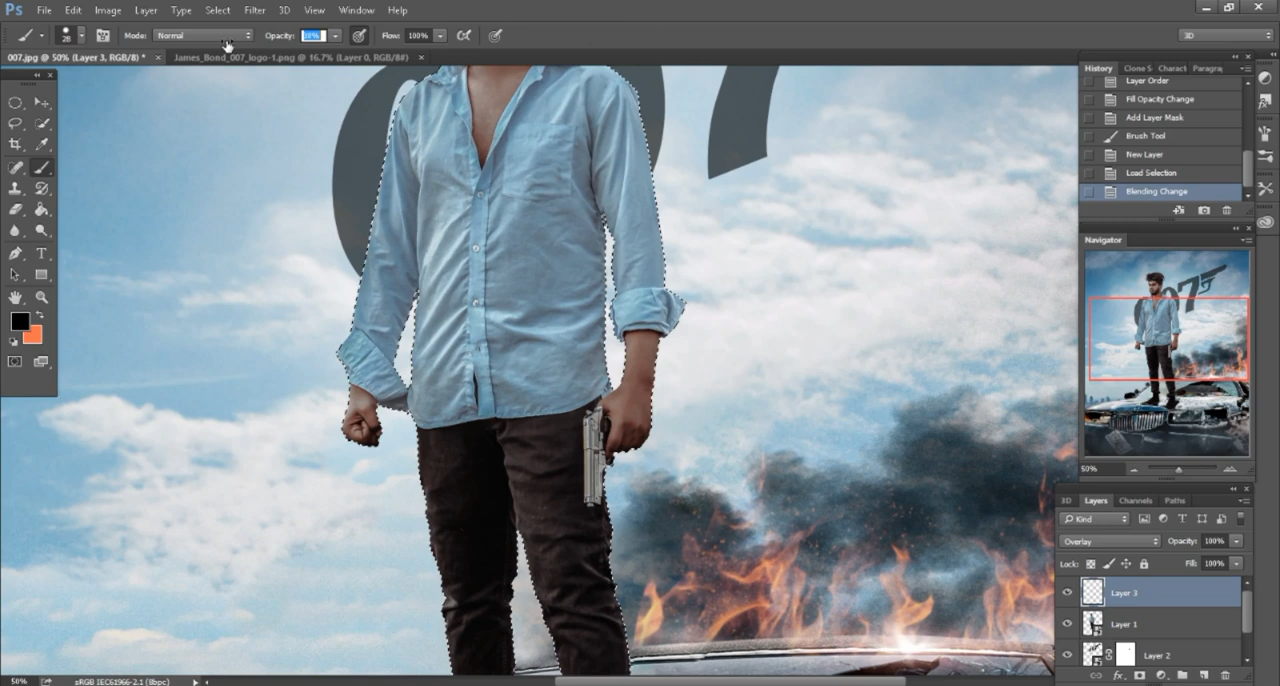 Ps File Edit Image Layer Type Select Filter 3D View Window Help
Mode: Normal Opacity: Flow: 100% 3D
28
007.jpg @ 50% (Layer 3, RGB/8) * × James_Bond_007_logo-1.png @ 16.7% (Layer 0, RGB/8#) ×
History Clone S Charact Paragra
Layer Order
Fill Opacity Change
Add Layer Mask
Brush Tool
New Layer
Load Selection
Blending Change
Navigator
007
50%
3D Layers Channels Paths
Kind
Overlay Opacity: 100%
Lock: Fill: 100%
Layer 3
Layer 1
Layer 2
50% sRGB IEC61966-2.1 (8bpc)